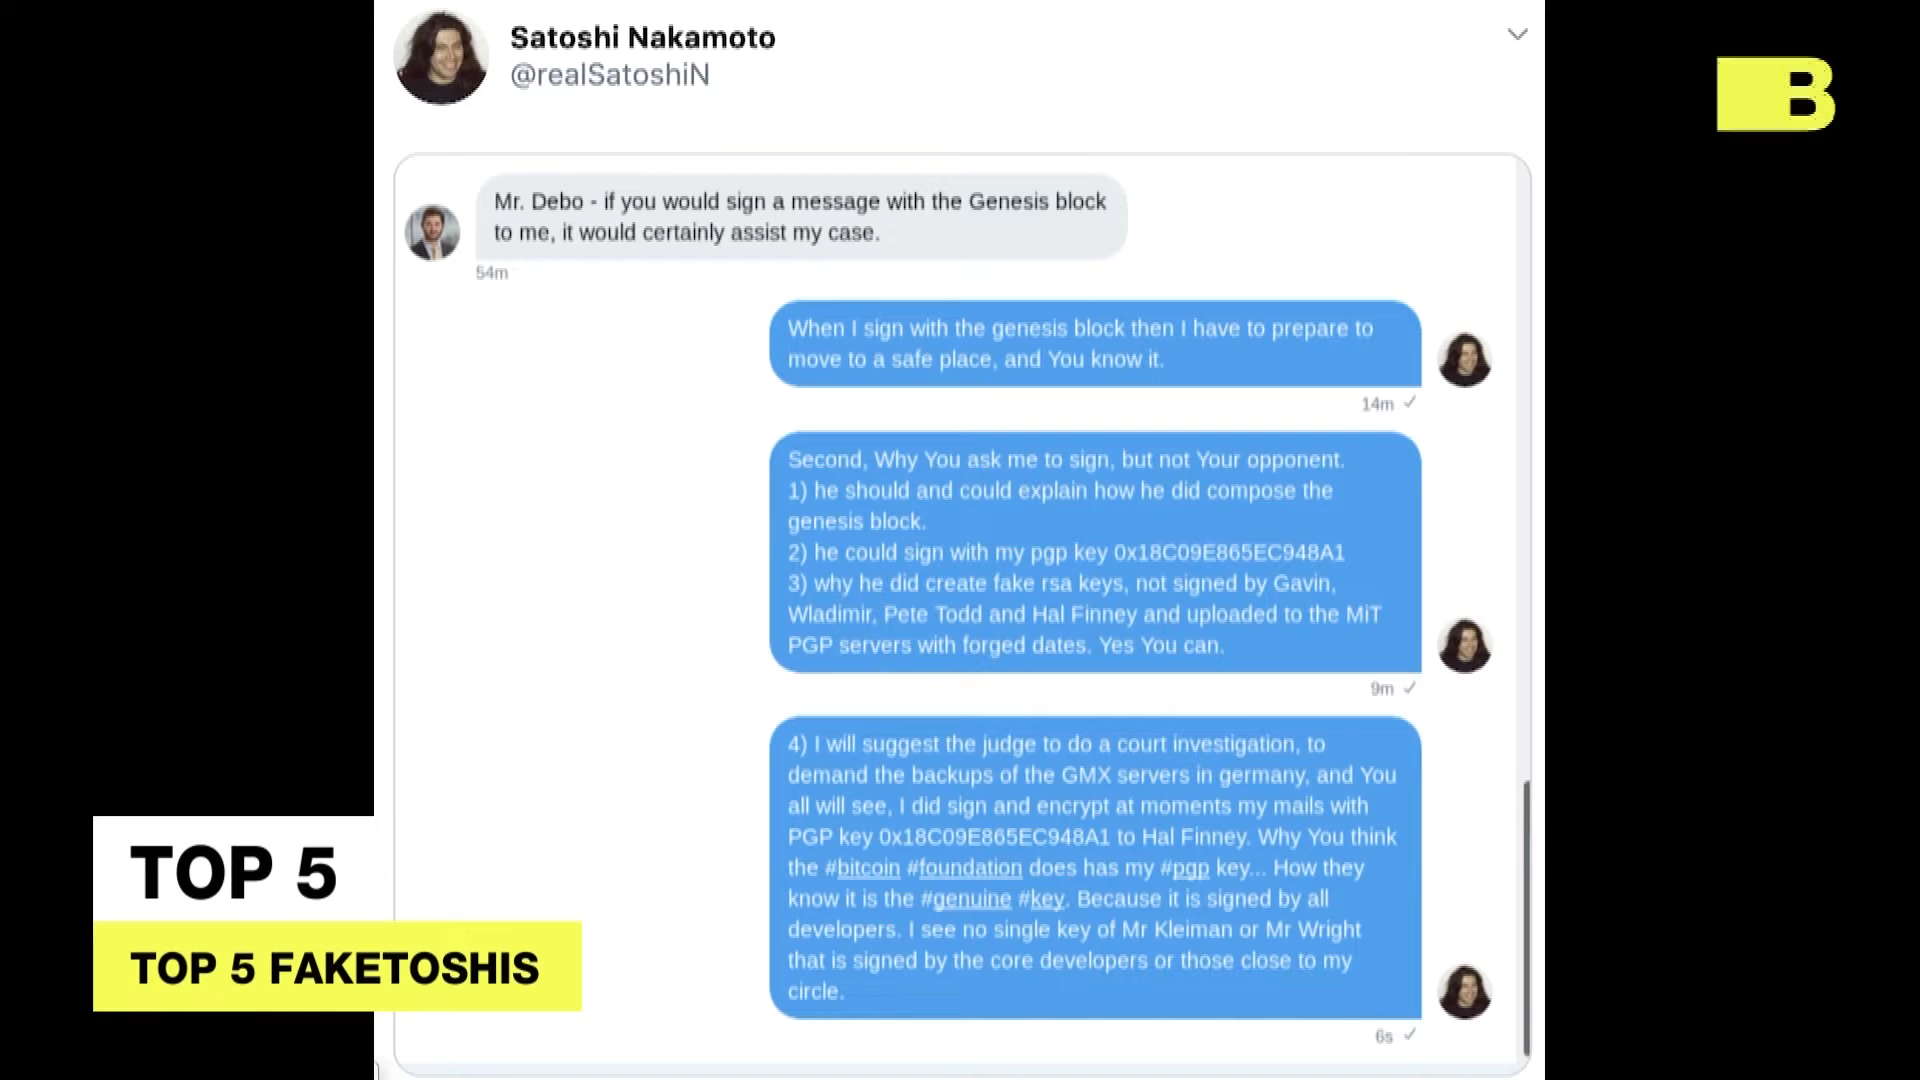 Satoshi Nakamoto
@realSatoshiN
B
Mr. Debo - if you would sign a message with the Genesis block
to me, it would certainly assist my case.
54m
When I sign with the genesis block then I have to prepare to
move to a safe place, and You know it.
14m
Second, Why You ask me to sign, but not Your opponent.
1) he should and could explain how he did compose the
genesis block.
2) he could sign with my pgp key 0x18C09E865EC948A1
3) why he did create fake rsa keys, not signed by Gavin,
Wladimir, Pete Todd and Hal Finney and uploaded to the MiT
PGP servers with forged dates. Yes You can.
9m
4) I will suggest the judge to do a court investigation, to
demand the backups of the GMX servers in germany, and You
all will see, I did sign and encrypt at moments my mails with
PGP key 0x18C09E865EC948A1 to Hal Finney. Why You think
the #bitcoin #foundation does has my #pgp key... How they
know it is the #genuine #key. Because it is signed by all
developers. I see no single key of Mr Kleiman or Mr Wright
that is signed by the core developers or those close to my
circle.
6s
TOP 5
TOP 5 FAKETOSHIS